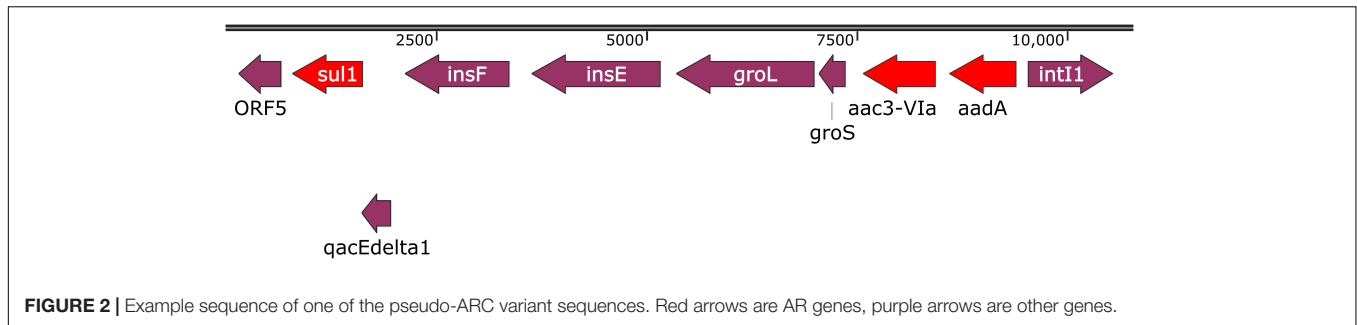 2500 5000 7500 10,000
sul1 insF insE groL intI1
ORF5 aac3-VIa aadA
groS
qacEdelta1
FIGURE 2 | Example sequence of one of the pseudo-ARC variant sequences. Red arrows are AR genes, purple arrows are other genes.